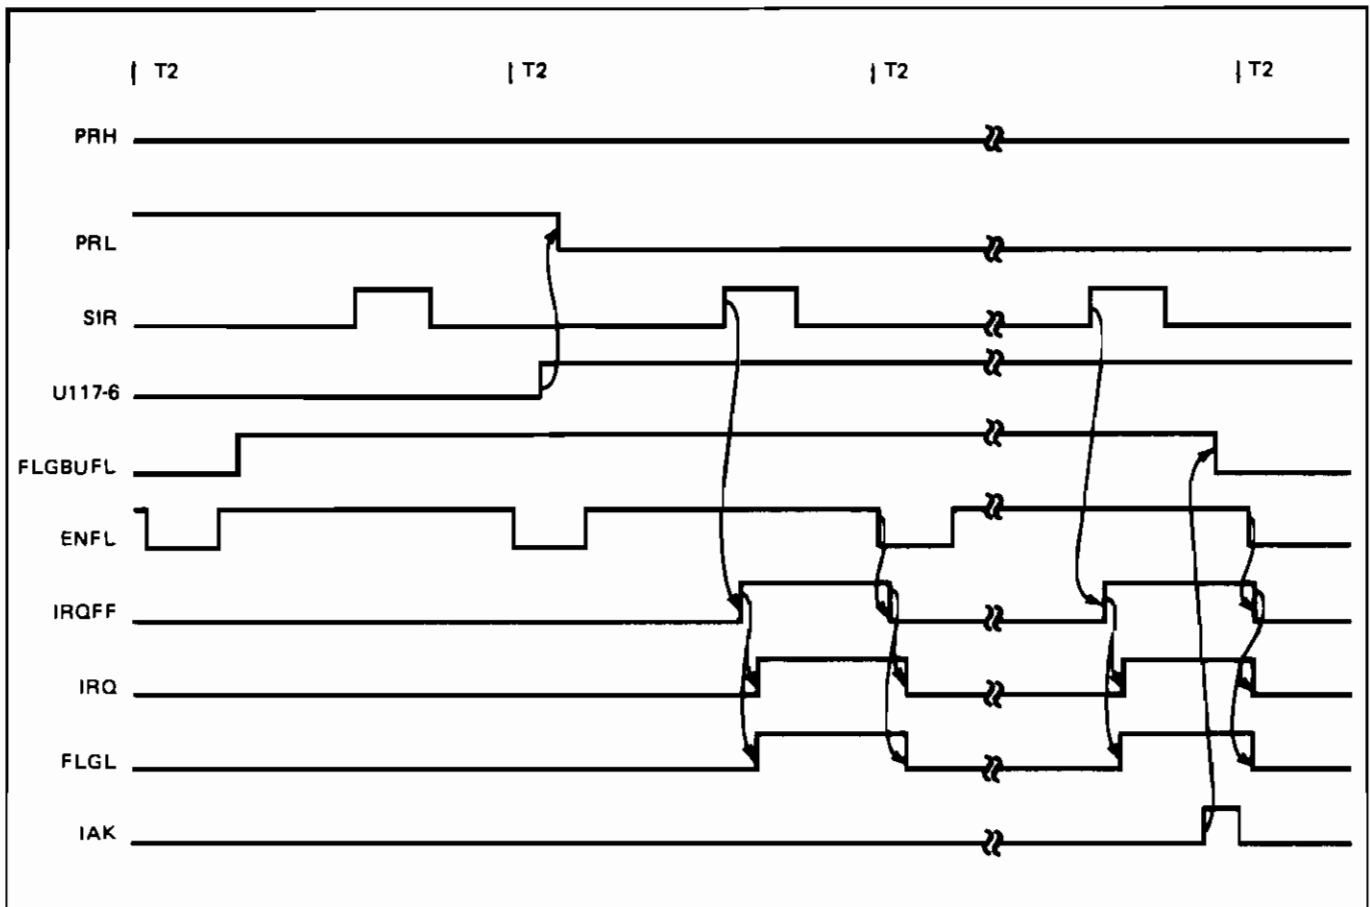 T2 T2 T2 T2
PRH
PRL
SIR
U117-6
FLGBUFL
ENFL
IRQFF
IRQ
FLGL
IAK